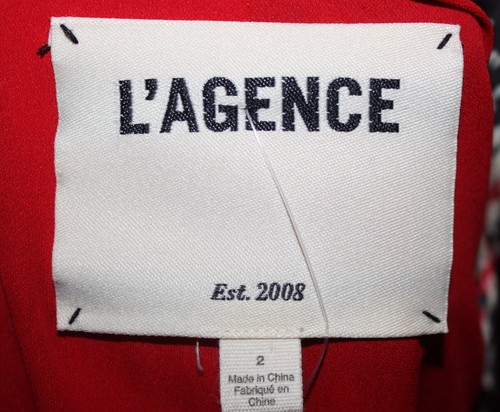 L'AGENCE
Est. 2008
2
Made in China
Fabriqué en
Chine